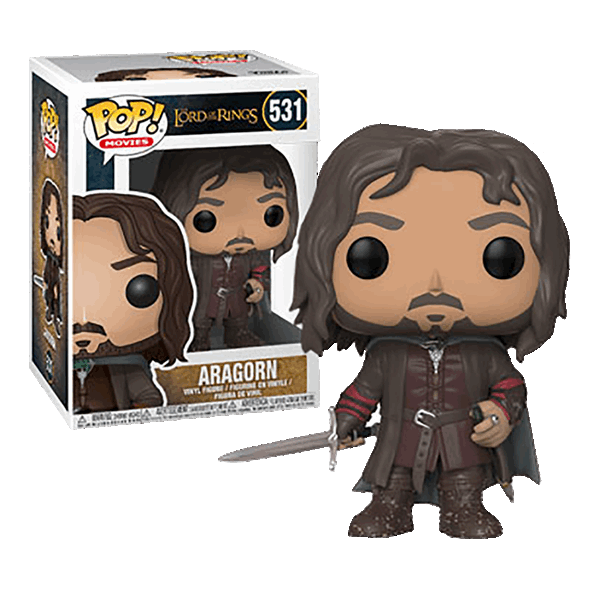 POP!
MOVIES
THE LORD OF THE RINGS
531
ARAGORN
VINYL FIGURE / FIGURINE EN VINYLE /
FIGURA DE VINIL